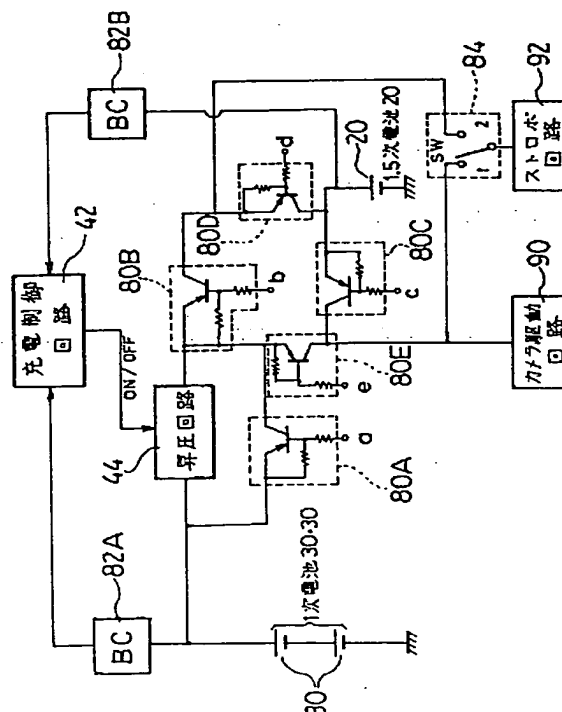 82A
BC
42
充電制御
回路
82B
BC
ON/OFF
44
昇圧回路
80B
b
80D
d
84
SW
1
2
92
ストロボ
回路
20
1.5次電池20
80C
c
80E
e
80A
a
1次電池30・30
30
90
カメラ駆動
回路